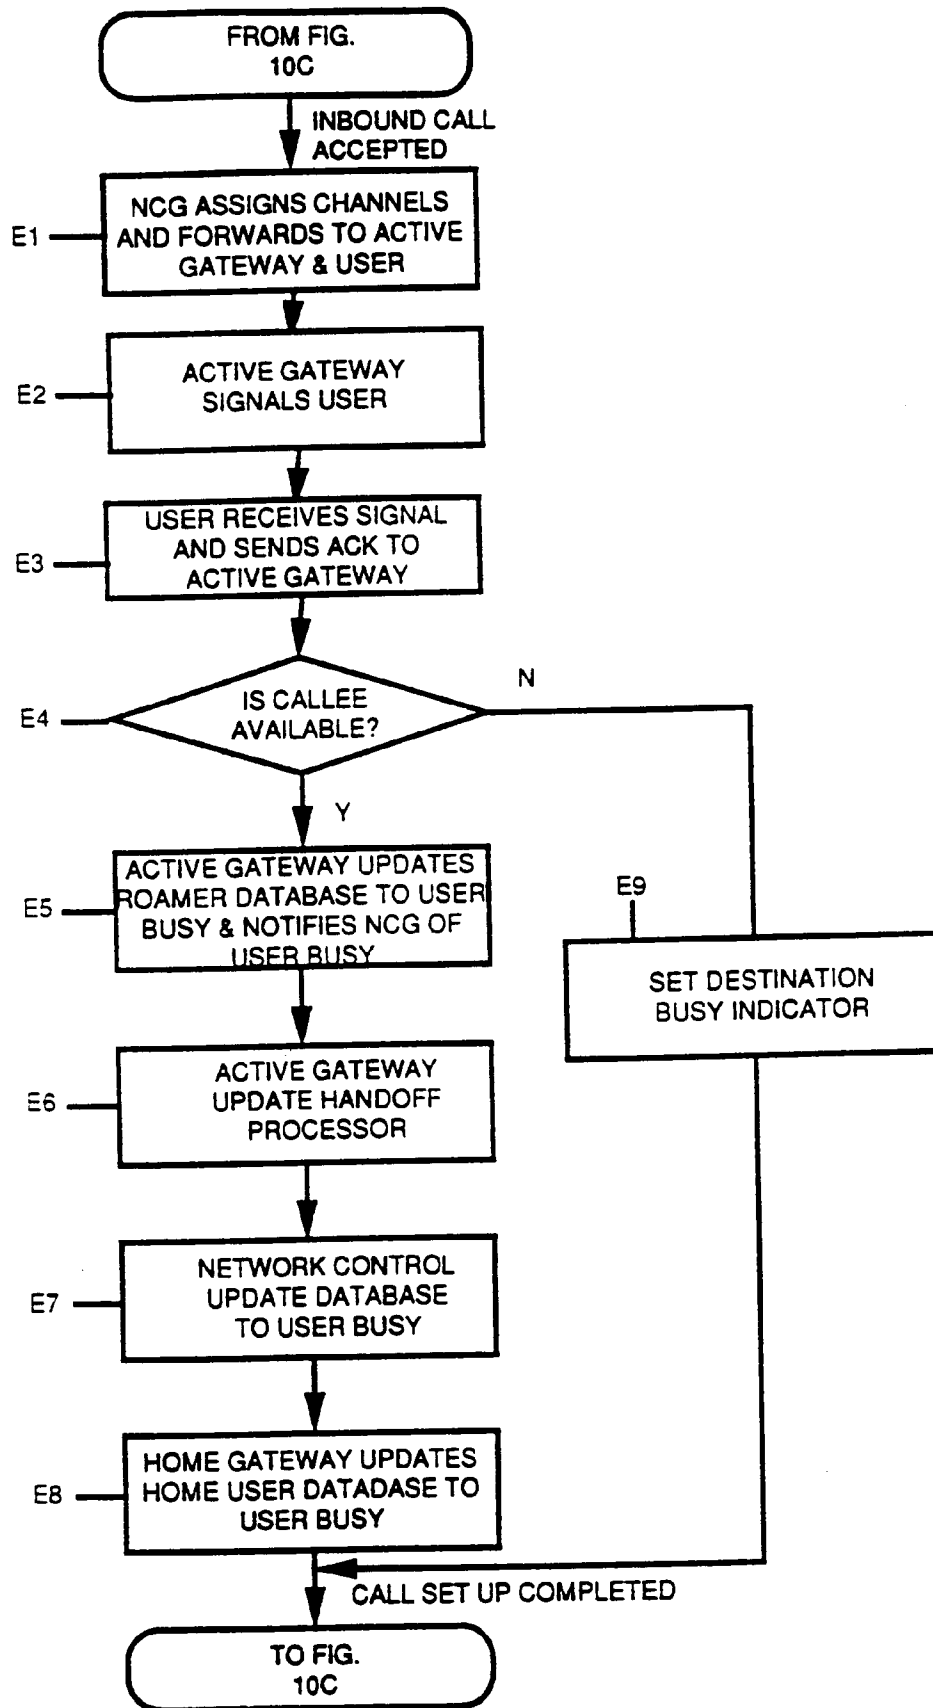 FROM FIG.
10C
INBOUND CALL
ACCEPTED
E1
NCG ASSIGNS CHANNELS
AND FORWARDS TO ACTIVE
GATEWAY & USER
E2
ACTIVE GATEWAY
SIGNALS USER
E3
USER RECEIVES SIGNAL
AND SENDS ACK TO
ACTIVE GATEWAY
E4
IS CALLEE
AVAILABLE?
N
Y
E5
ACTIVE GATEWAY UPDATES
ROAMER DATABASE TO USER
BUSY & NOTIFIES NCG OF
USER BUSY
E9
SET DESTINATION
BUSY INDICATOR
E6
ACTIVE GATEWAY
UPDATE HANDOFF
PROCESSOR
E7
NETWORK CONTROL
UPDATE DATABASE
TO USER BUSY
E8
HOME GATEWAY UPDATES
HOME USER DATADASE TO
USER BUSY
CALL SET UP COMPLETED
TO FIG.
10C